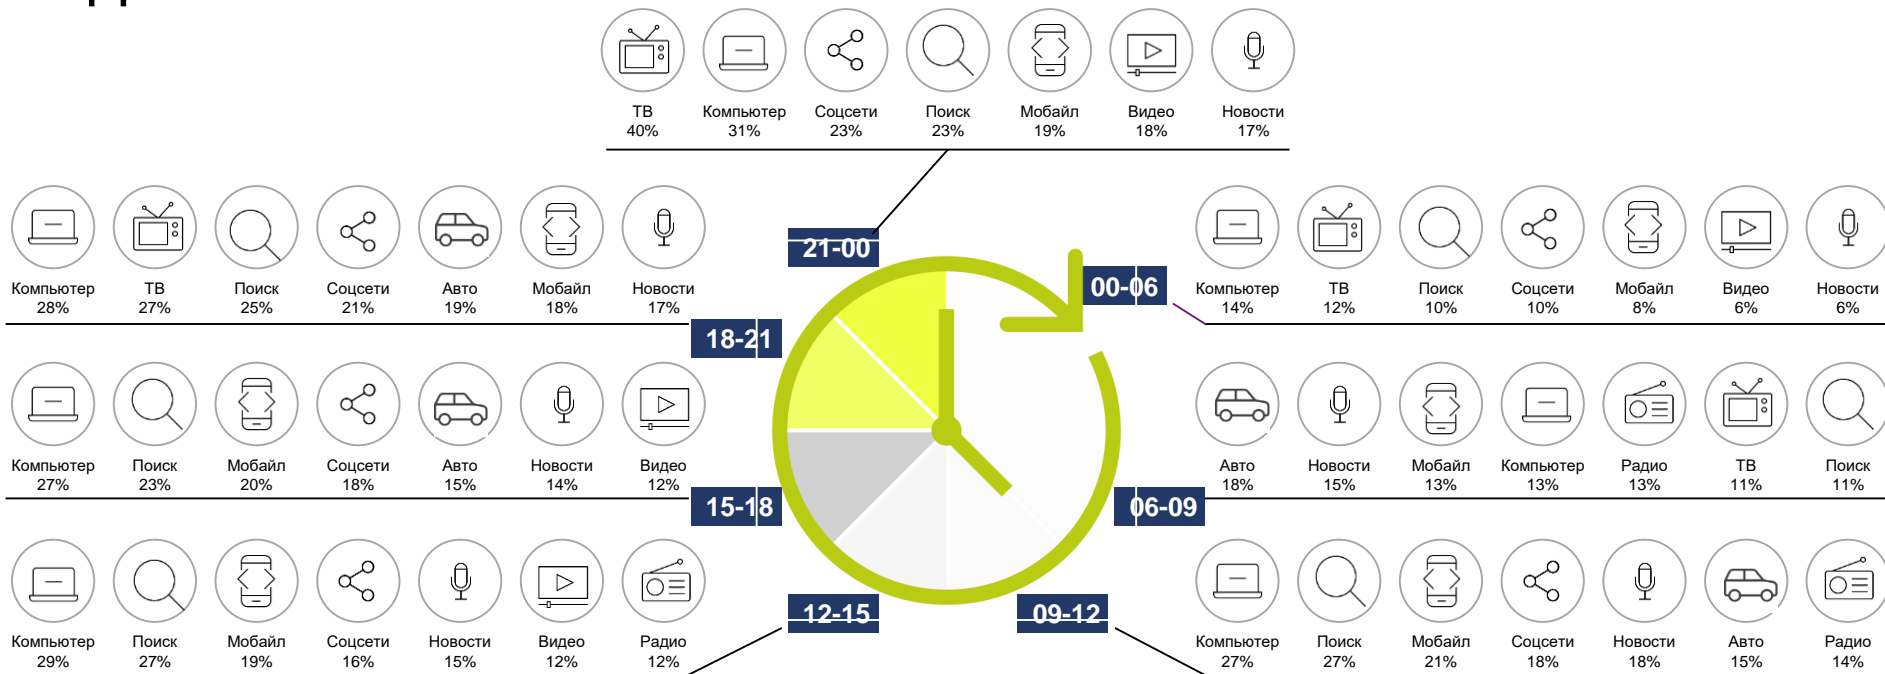 ТВ Компьютер Соцсети Поиск Мобайл Видео Новости
40% 31% 23% 23% 19% 18% 17%
Компьютер ТВ Поиск Соцсети Авто Мобайл Новости
28% 27% 25% 21% 19% 18% 17%
21-00
00-06
Компьютер ТВ Поиск Соцсети Мобайл Видео Новости
14% 12% 10% 10% 8% 6% 6%
18-21
Компьютер Поиск Мобайл Соцсети Авто Новости Видео
27% 23% 20% 18% 15% 14% 12%
Авто Новости Мобайл Компьютер Радио ТВ Поиск
18% 15% 13% 13% 13% 11% 11%
15-18
06-09
12-15
09-12
Компьютер Поиск Мобайл Соцсети Новости Видео Радио
29% 27% 19% 16% 15% 12% 12%
Компьютер Поиск Мобайл Соцсети Новости Авто Радио
27% 27% 21% 18% 18% 15% 14%